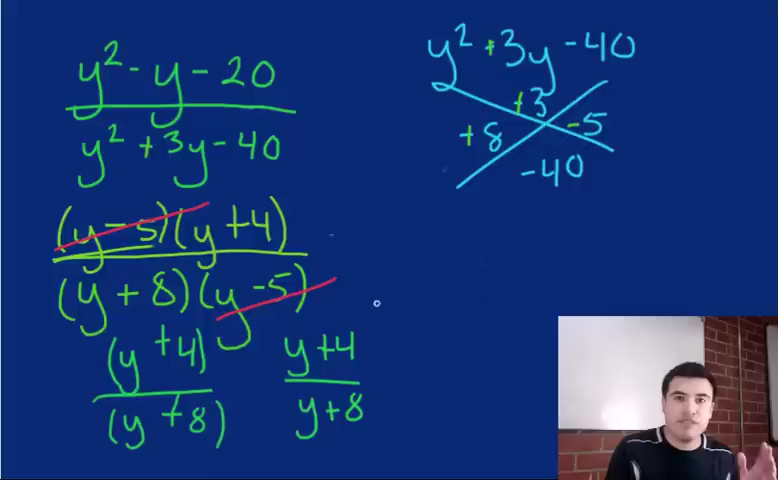 y² - y - 20
y² + 3y - 40
(y - 5)(y + 4)
(y + 8)(y - 5)
(y + 4)
(y + 8)
y + 4
y + 8
y² + 3y - 40
+3
+8 -5
-40